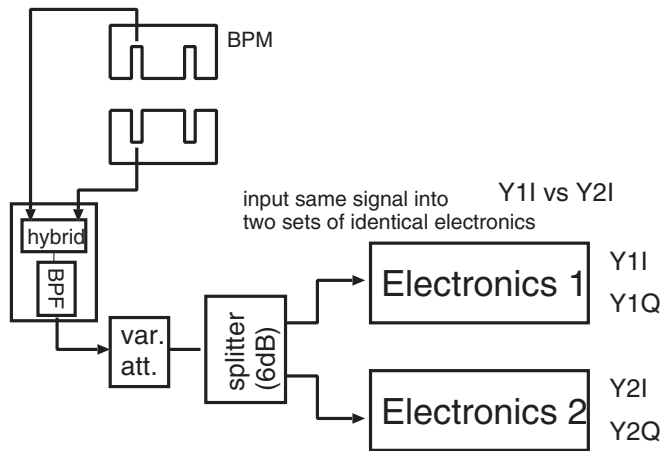 BPM
input same signal into
two sets of identical electronics
Y1I vs Y2I
hybrid
BPF
var.
att.
splitter
(6dB)
Electronics 1
Y1I
Y1Q
Electronics 2
Y2I
Y2Q